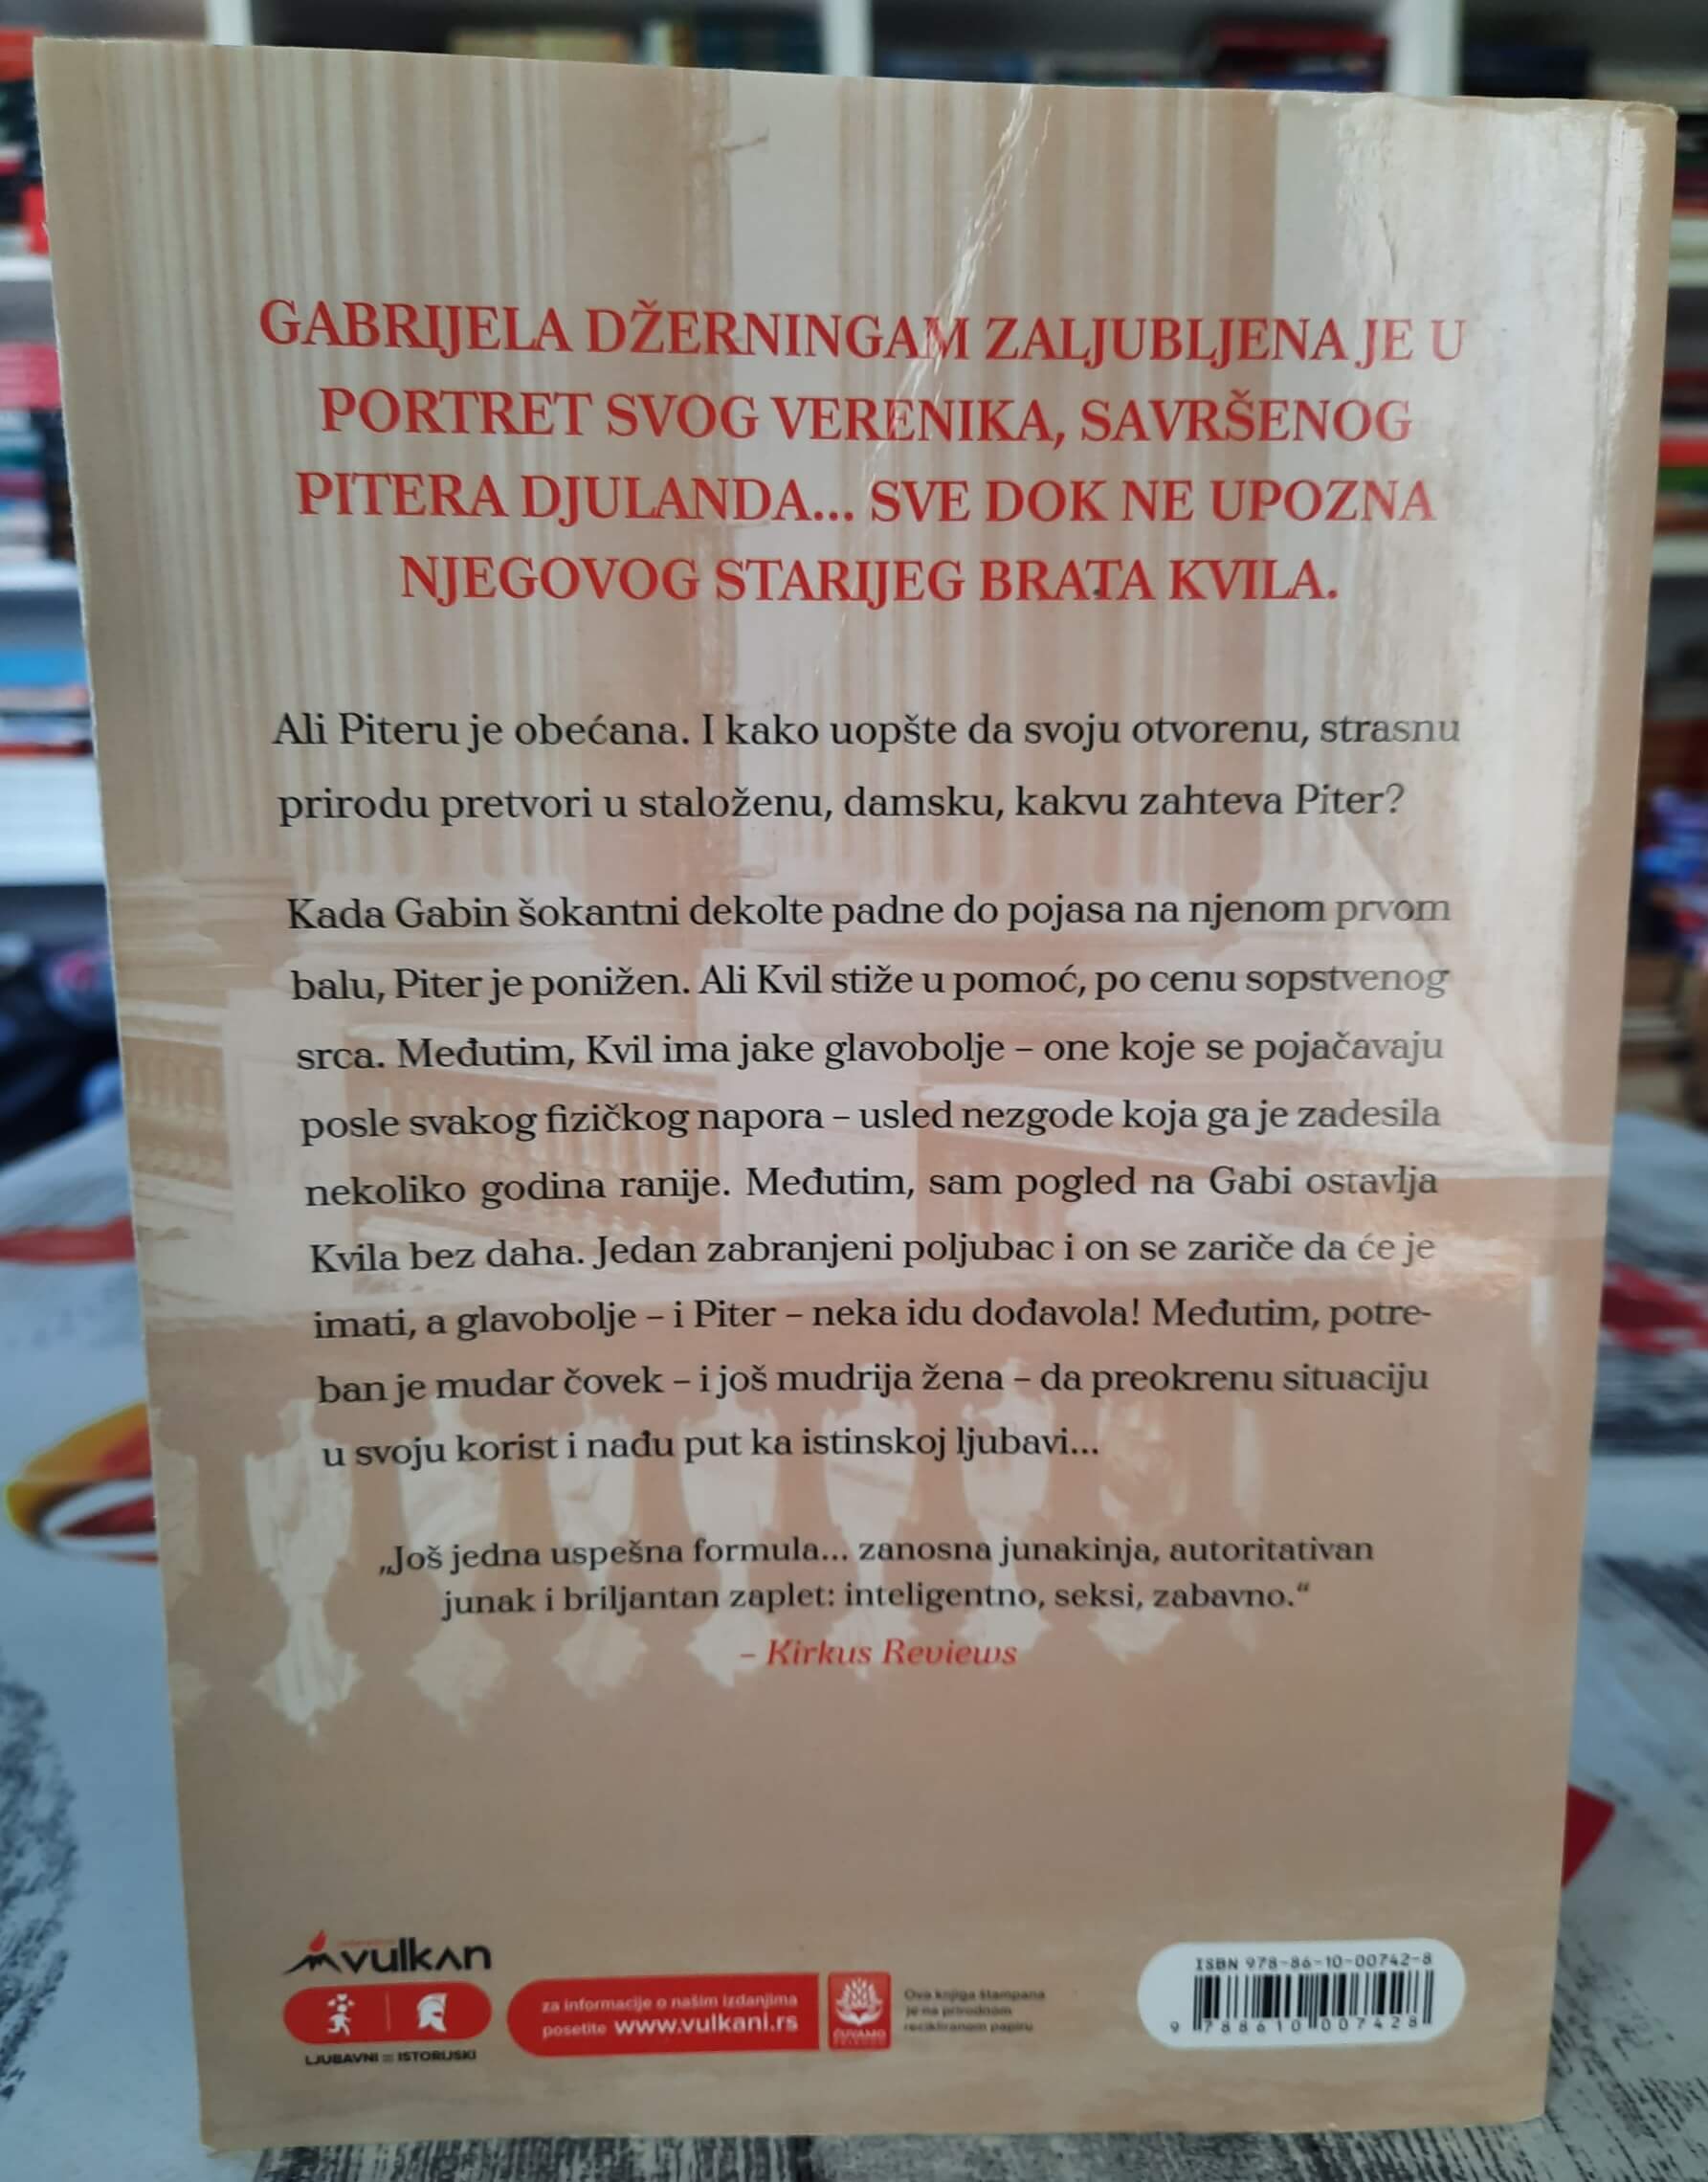 GABRIJELA DŽERNINGAM ZALJUBLJENA JE U
PORTRET SVOG VERENIKA, SAVRŠENOG
PITERA DJULANDA... SVE DOK NE UPOZNA
NJEGOVOG STARIJEG BRATA KVILA.
Ali Piteru je obećana. I kako uopšte da svoju otvorenu, strasnu
prirodu pretvori u staloženu, damsku, kakvu zahteva Piter?
Kada Gabin šokantni dekolte padne do pojasa na njenom prvom
balu, Piter je ponižen. Ali Kvil stiže u pomoć, po cenu sopstvenog
srca. Međutim, Kvil ima jake glavobolje – one koje se pojačavaju
posle svakog fizičkog napora – usled nezgode koja ga je zadesila
nekoliko godina ranije. Međutim, sam pogled na Gabi ostavlja
Kvila bez daha. Jedan zabranjeni poljubac i on se zariče da će je
imati, a glavobolje – i Piter – neka idu dođavola! Međutim, potre-
ban je mudar čovek – i još mudrija žena – da preokrenu situaciju
u svoju korist i nađu put ka istinskoj ljubavi...
„Još jedna uspešna formula... zanosna junakinja, autoritativan
junak i briljantan zaplet: inteligentno, seksi, zabavno.“
– Kirkus Reviews
vulkan
LJUBAVNI ISTORIJSKI
za informacije o našim izdanjima
posetite www.vulkani.rs
ČUVAMO
Ova knjiga štampana
je na prirodnom
recikliranom papiru
ISBN 978-86-10-00742-8
9 788610 007428